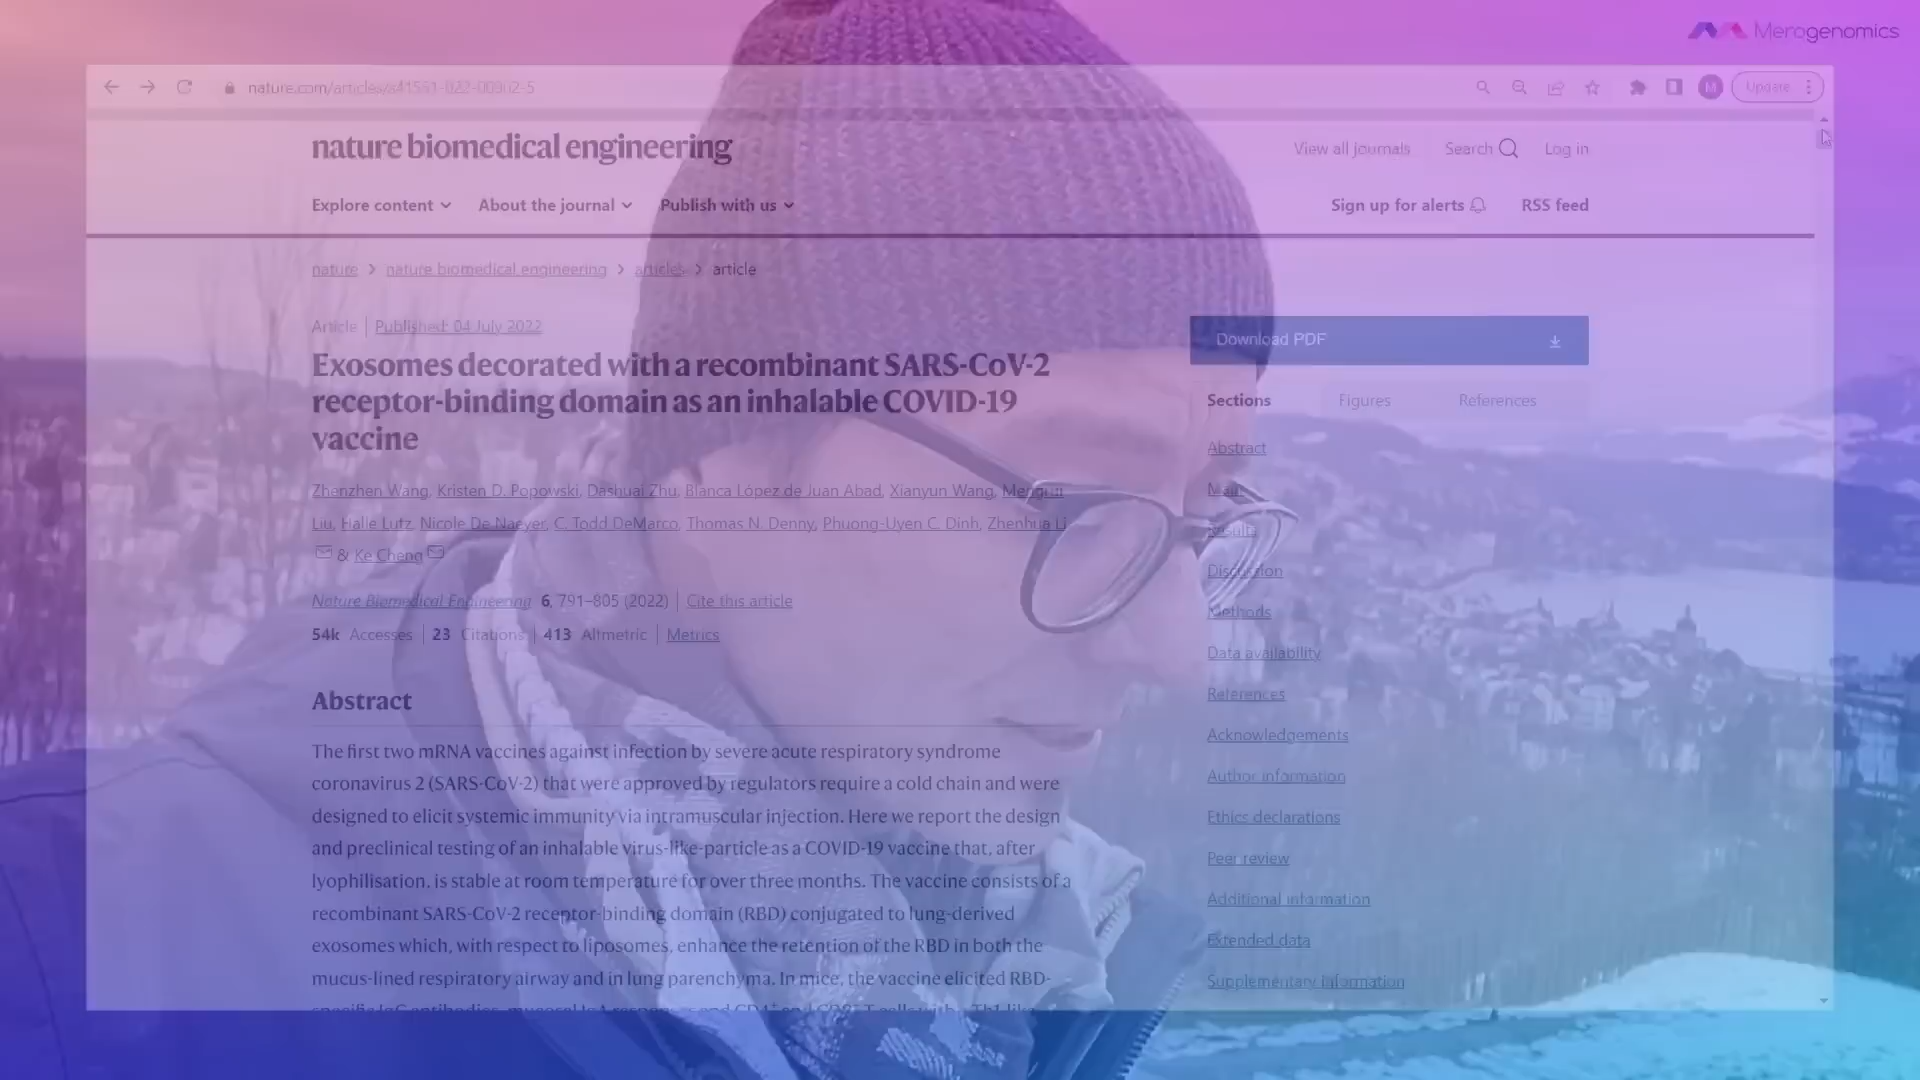 Merogenomics
Update
nature biomedical engineering
View all journals Search Log in
Explore content About the journal Publish with us
Sign up for alerts RSS feed
nature > nature biomedical engineering > articles > article
Article | Published: 04 July 2022
Exosomes decorated with a recombinant SARS-CoV-2
receptor-binding domain as an inhalable COVID-19
vaccine
Zhenzhen Wang, Kristen D. Popowski, Dashuai Zhu, Blanca López de Juan Abad, Xianyun Wang, Mengrui
Liu, Halle Lutz, Nicole De Naeyer, C. Todd DeMarco, Thomas N. Denny, Phuong-Uyen C. Dinh, Zhenhua Li
& Ke Cheng
Nature Biomedical Engineering 6, 791–805 (2022) | Cite this article
54k Accesses | 23 Citations | 413 Altmetric | Metrics
Abstract
The first two mRNA vaccines against infection by severe acute respiratory syndrome
coronavirus 2 (SARS-CoV-2) that were approved by regulators require a cold chain and were
designed to elicit systemic immunity via intramuscular injection. Here we report the design
and preclinical testing of an inhalable virus-like-particle as a COVID-19 vaccine that, after
lyophilisation, is stable at room temperature for over three months. The vaccine consists of a
recombinant SARS-CoV-2 receptor-binding domain (RBD) conjugated to lung-derived
exosomes which, with respect to liposomes, enhance the retention of the RBD in both the
mucus-lined respiratory airway and in lung parenchyma. In mice, the vaccine elicited RBD-
Download PDF
Sections Figures References
Abstract
Main
Results
Discussion
Methods
Data availability
References
Acknowledgements
Author information
Ethics declarations
Peer review
Additional information
Extended data
Supplementary information